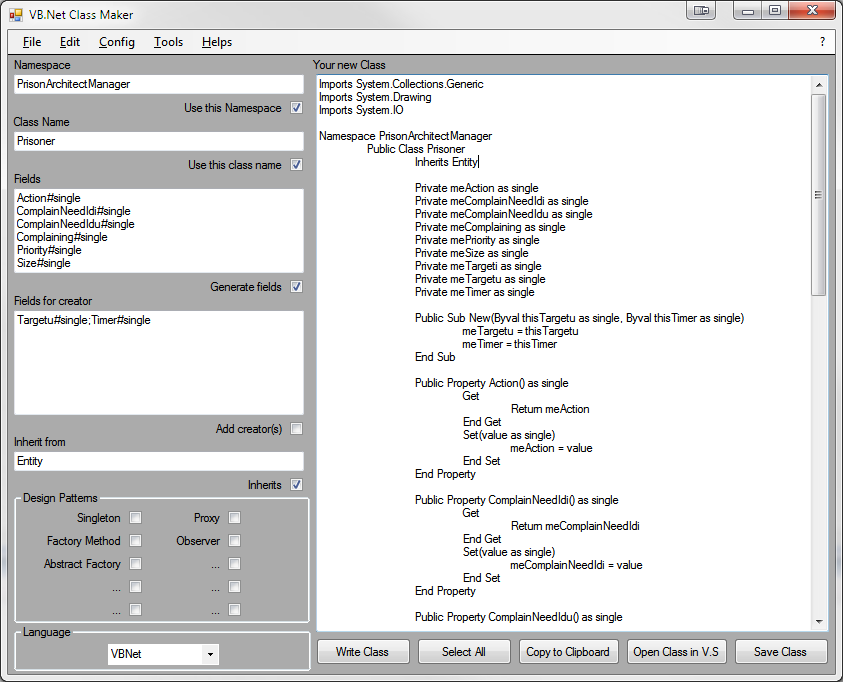 VB.Net Class Maker
File Edit Config Tools Helps ?
Namespace
PrisonArchitectManager
Use this Namespace
Class Name
Prisoner
Use this class name
Fields
Action#single
ComplainNeedIdi#single
ComplainNeedIdu#single
Complaining#single
Priority#single
Size#single
Generate fields
Fields for creator
Targetu#single;Timer#single
Add creator(s)
Inherit from
Entity
Inherits
Design Patterns
Singleton Proxy
Factory Method Observer
Abstract Factory ...
... ...
... ...
Language
VBNet
Your new Class
Imports System.Collections.Generic
Imports System.Drawing
Imports System.IO
Namespace PrisonArchitectManager
Public Class Prisoner
Inherits Entity
Private meAction as single
Private meComplainNeedIdi as single
Private meComplainNeedIdu as single
Private meComplaining as single
Private mePriority as single
Private meSize as single
Private meTargeti as single
Private meTargetu as single
Private meTimer as single
Public Sub New(Byval thisTargetu as single, Byval thisTimer as single)
meTargetu = thisTargetu
meTimer = thisTimer
End Sub
Public Property Action() as single
Get
Return meAction
End Get
Set(value as single)
meAction = value
End Set
End Property
Public Property ComplainNeedIdi() as single
Get
Return meComplainNeedIdi
End Get
Set(value as single)
meComplainNeedIdi = value
End Set
End Property
Public Property ComplainNeedIdu() as single
Write Class Select All Copy to Clipboard Open Class in V.S Save Class